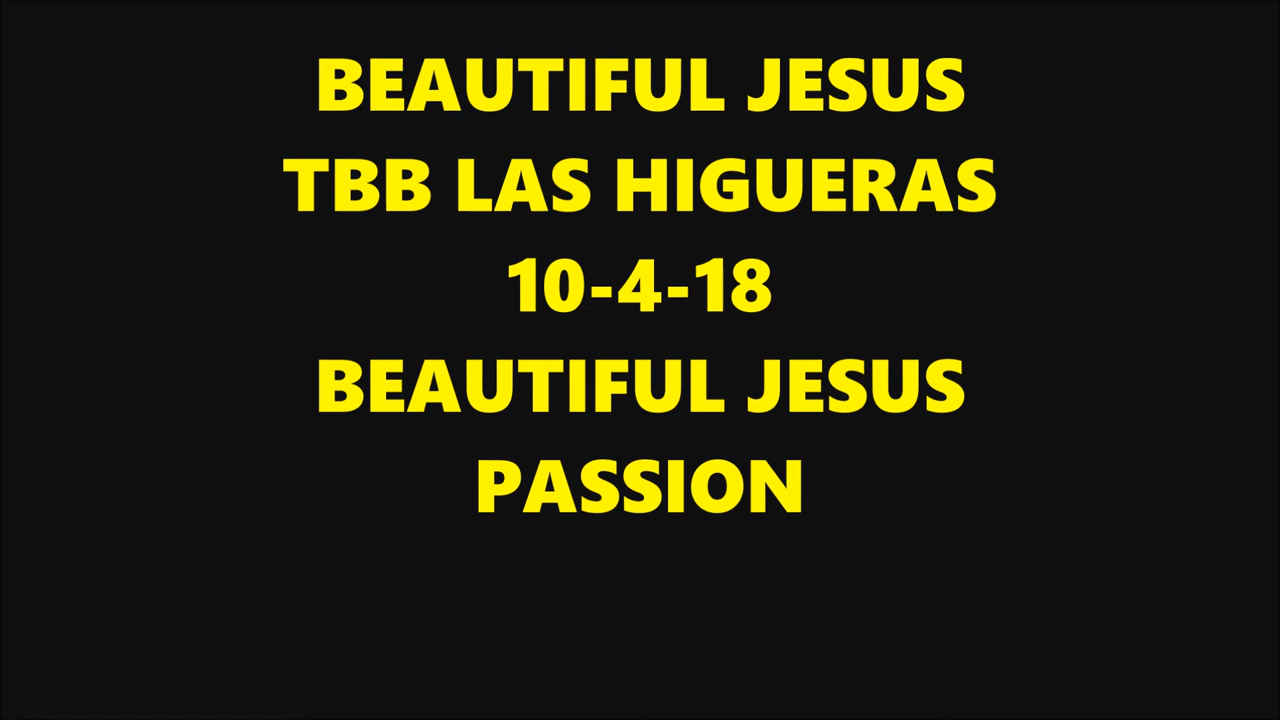 BEAUTIFUL JESUS
TBB LAS HIGUERAS
10-4-18
BEAUTIFUL JESUS
PASSION